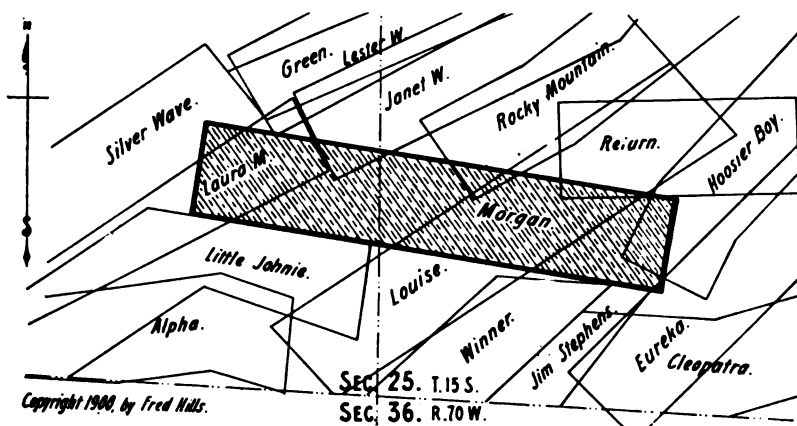 Green.
Lester W.
Janet W.
Rocky Mountain.
Silver Wave.
Return.
Hoosier Boy.
Laura M.
Morgan.
Little Johnie.
Louise.
Alpha.
Winner.
Jim Stephens.
Eureka.
Cleopatra.
SEC. 25. T.15 S.
SEC. 36. R.70 W.
Copyright 1900, by Fred Hills.